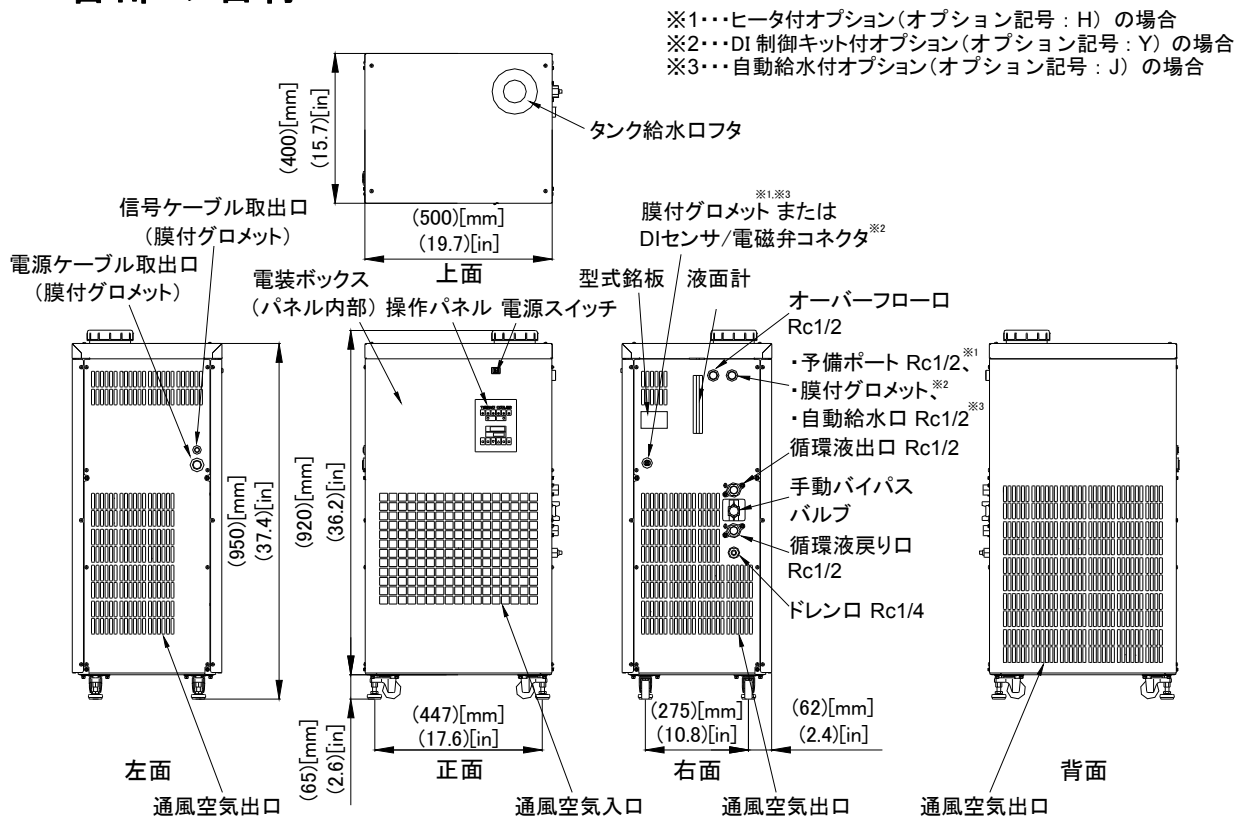 ※1･･･ヒータ付オプション(オプション記号：H) の場合
※2･･･DI 制御キット付オプション(オプション記号：Y) の場合
※3･･･自動給水付オプション(オプション記号：J) の場合
(400)[mm]
(15.7)[in]
タンク給水口フタ
(500)[mm]
(19.7)[in]
上面
信号ケーブル取出口
(膜付グロメット)
電源ケーブル取出口
(膜付グロメット)
電装ボックス
(パネル内部)
操作パネル
電源スイッチ
膜付グロメット※1.※3または
DIセンサ/電磁弁コネクタ※2
型式銘板
液面計
オーバーフロー口
Rc1/2
・予備ポート Rc1/2※1、
・膜付グロメット、※2
・自動給水口 Rc1/2※3
循環液出口 Rc1/2
手動バイパス
バルブ
循環液戻り口
Rc1/2
ドレン口 Rc1/4
(950)[mm]
(37.4)[in]
(920)[mm]
(36.2)[in]
(65)[mm]
(2.6)[in]
(447)[mm]
(17.6)[in]
(275)[mm]
(10.8)[in]
(62)[mm]
(2.4)[in]
左面
正面
右面
背面
通風空気出口
通風空気入口
通風空気出口
通風空気出口